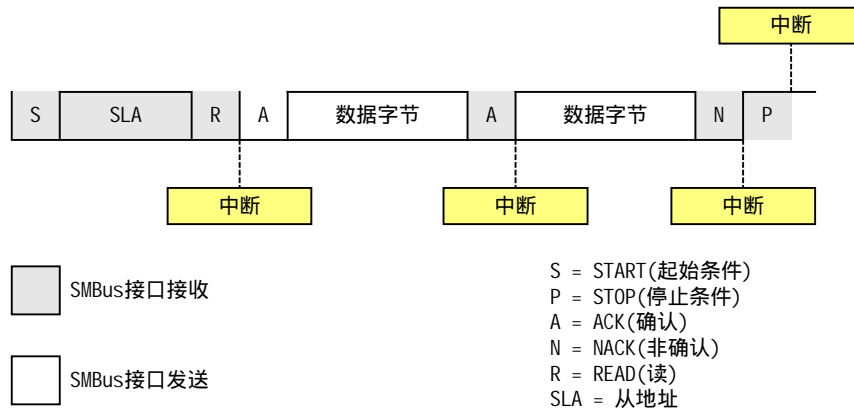 中断
S SLA R A 数据字节 A 数据字节 N P
中断 中断 中断
SMBus接口接收
SMBus接口发送
S = START(起始条件)
P = STOP(停止条件)
A = ACK(确认)
N = NACK(非确认)
R = READ(读)
SLA = 从地址